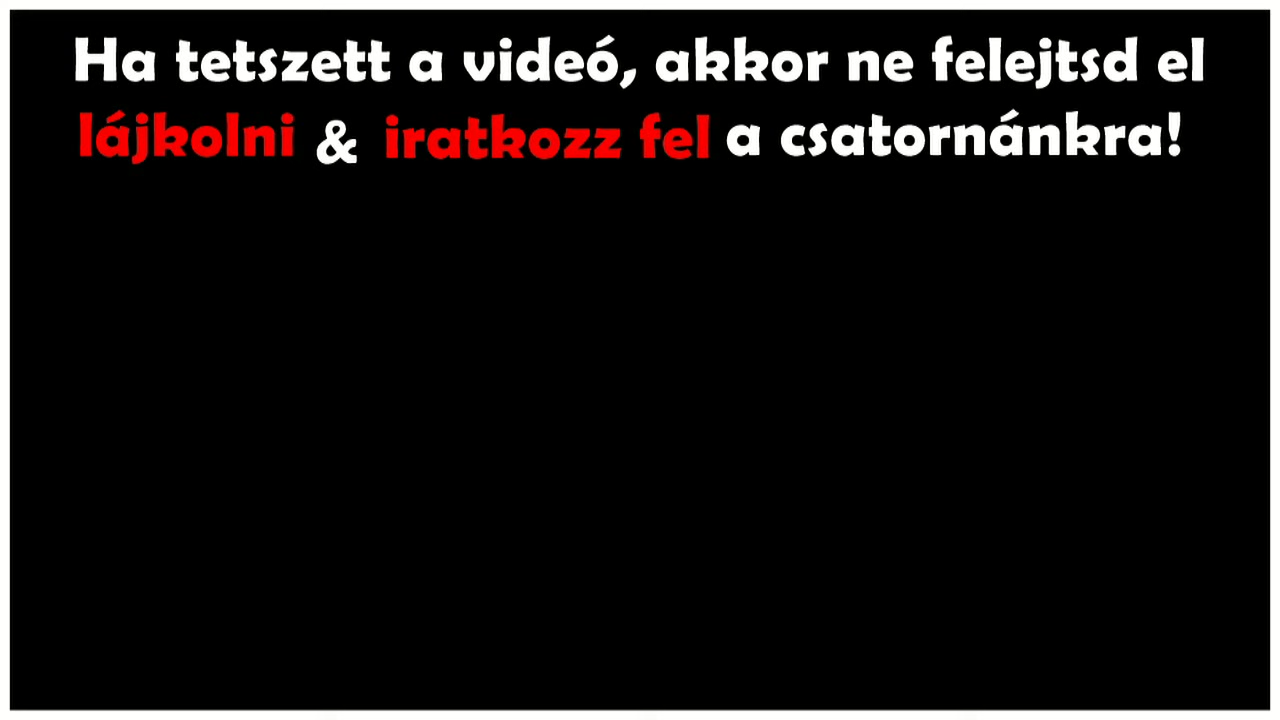 Ha tetszett a videó, akkor ne felejtsd el
lájkolni & iratkozz fel a csatornánkra!